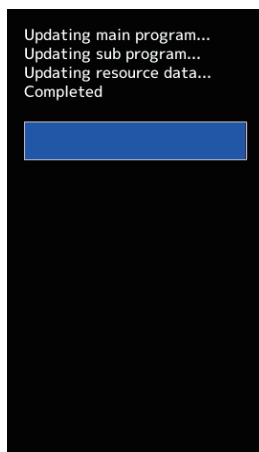 Updating main program...
Updating sub program...
Updating resource data...
Completed